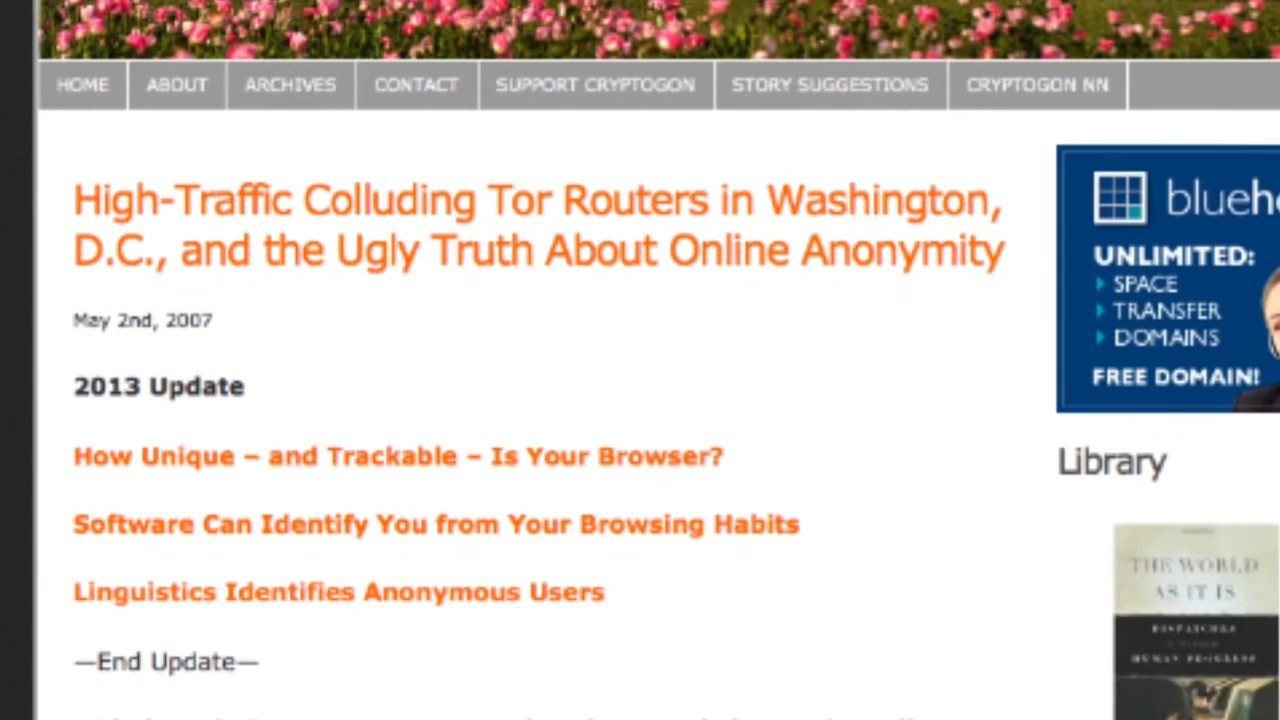 HOME ABOUT ARCHIVES CONTACT SUPPORT CRYPTOGON STORY SUGGESTIONS CRYPTOGON NN
High-Traffic Colluding Tor Routers in Washington,
D.C., and the Ugly Truth About Online Anonymity
May 2nd, 2007
2013 Update
How Unique – and Trackable – Is Your Browser?
Software Can Identify You from Your Browsing Habits
Linguistics Identifies Anonymous Users
—End Update—
UNLIMITED:
SPACE
TRANSFER
DOMAINS
FREE DOMAIN!
Library
THE WORLD
AS IT IS
DISPATCHES
HUMAN PROGRESS